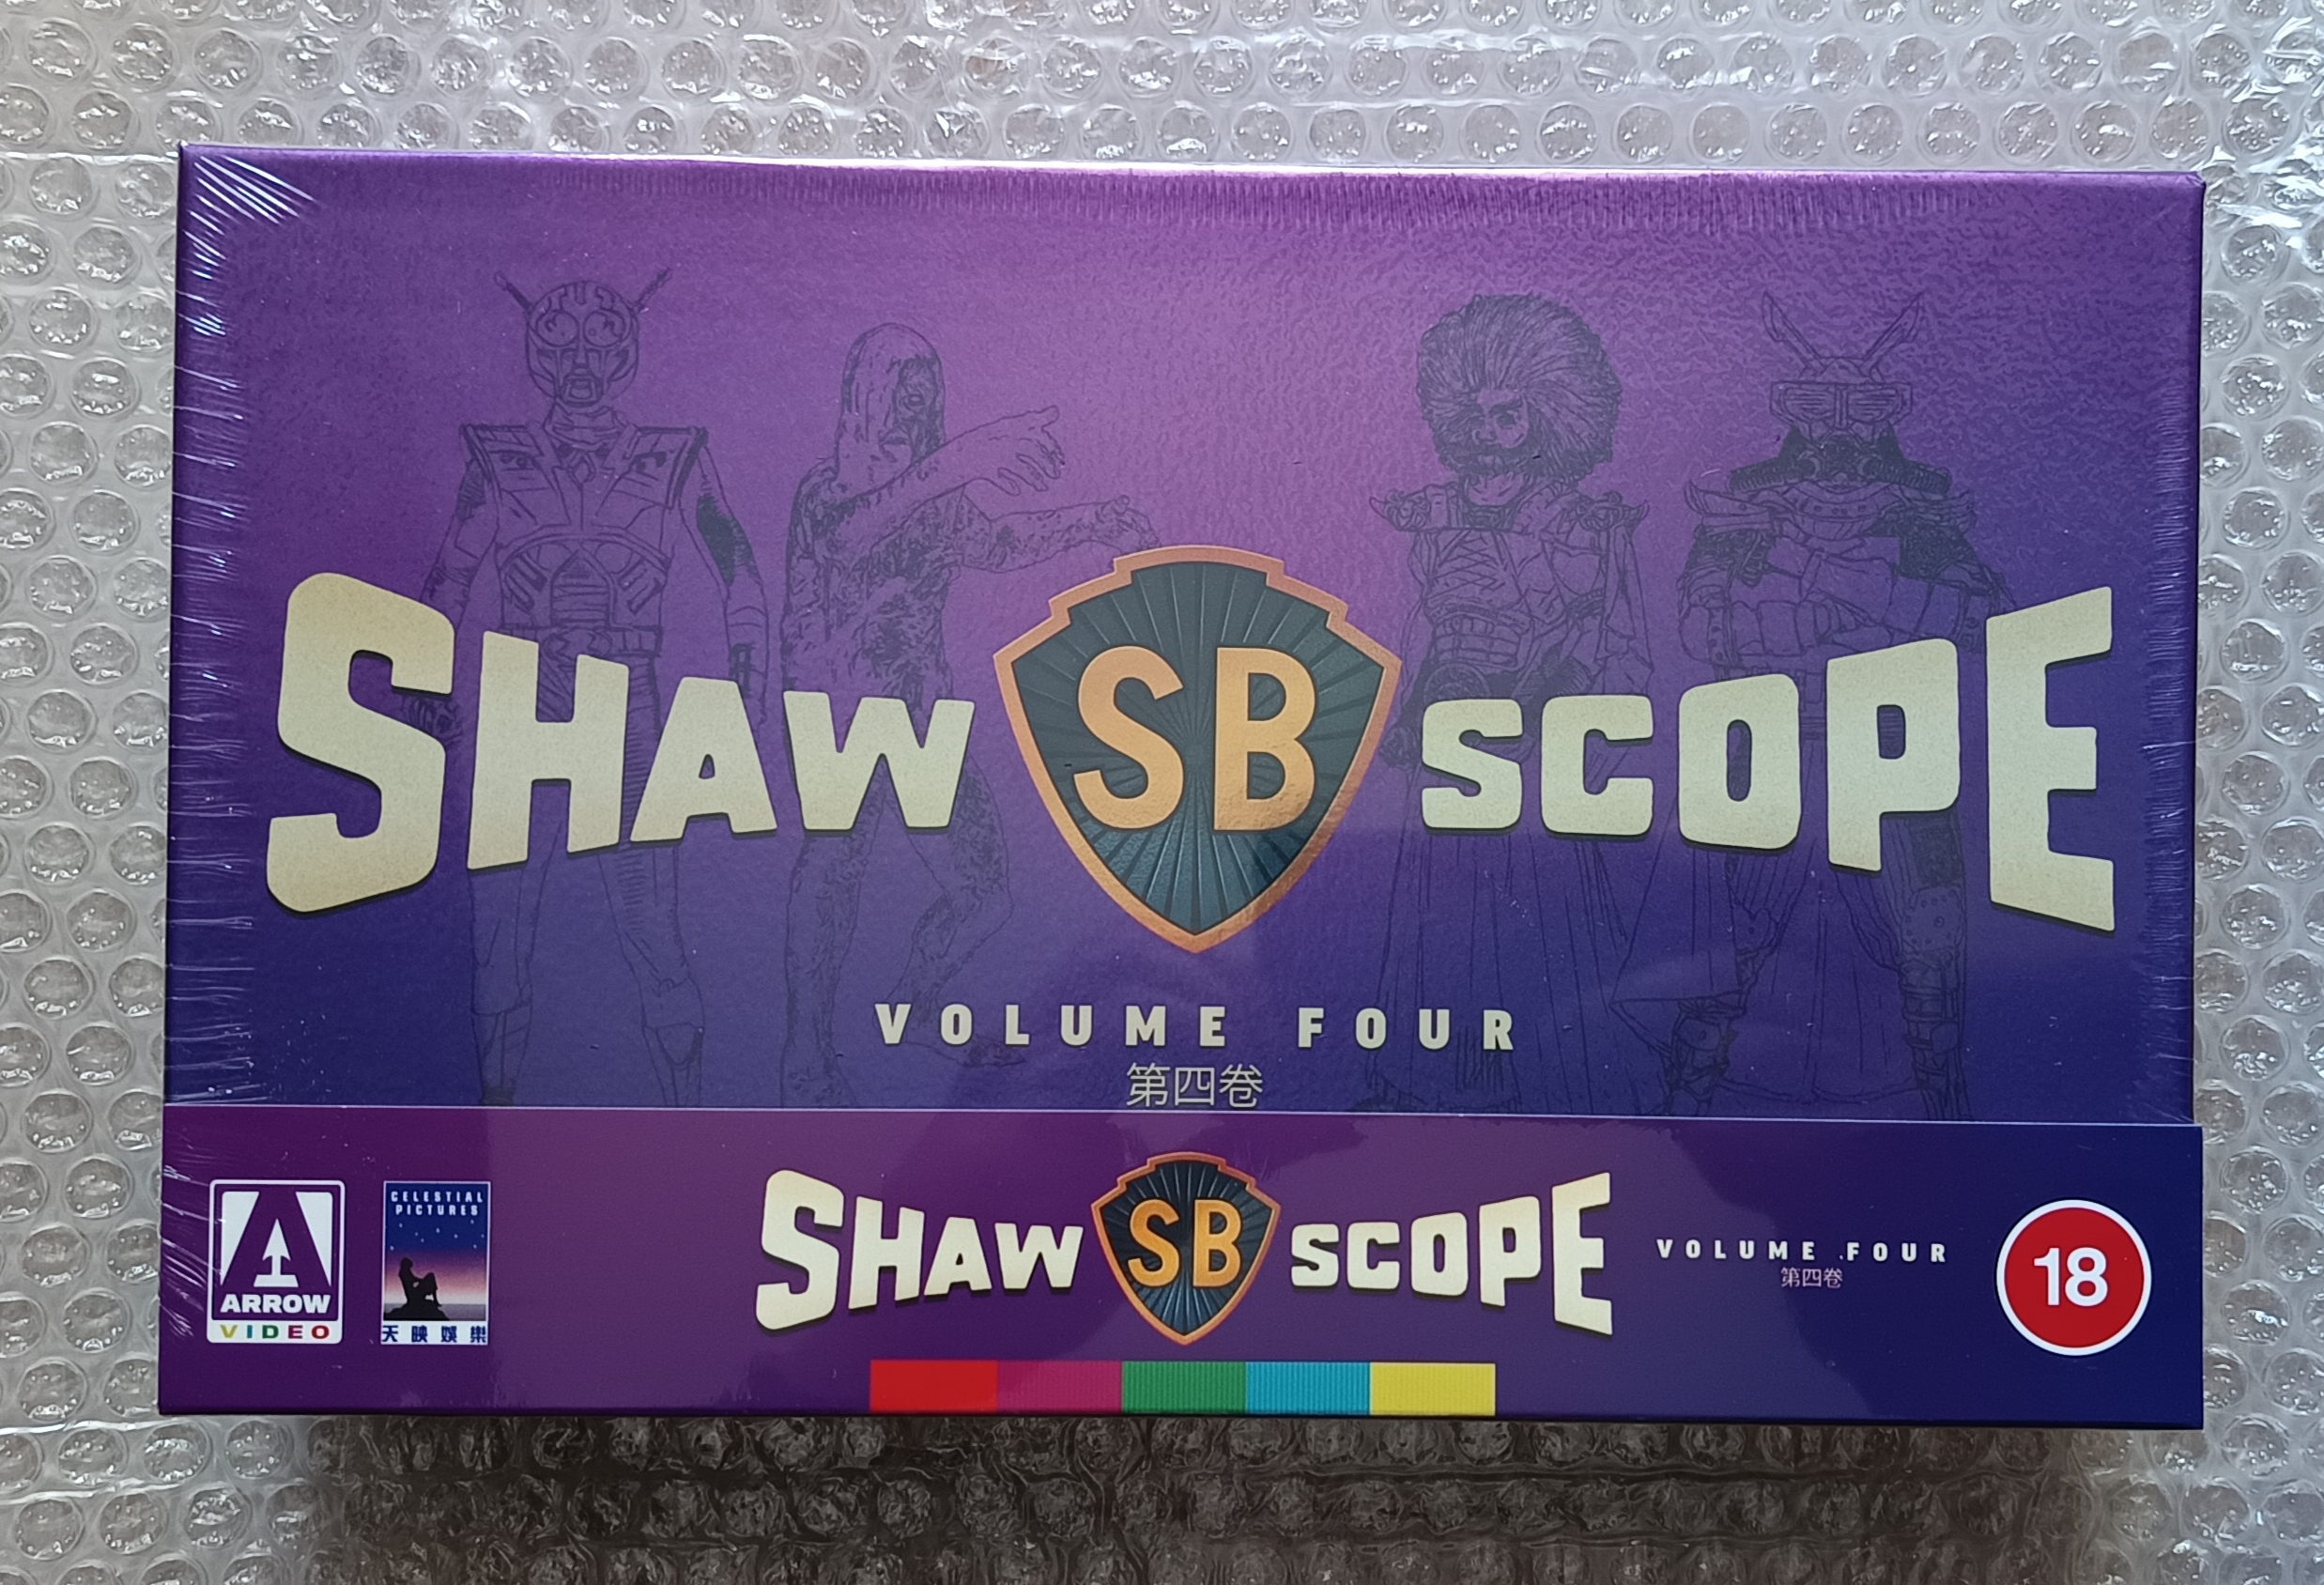 SHAW SB SCOPE
VOLUME FOUR
第四卷
ARROW
VIDEO
CELESTIAL
PICTURES
天映娛樂
SHAW SB SCOPE
VOLUME FOUR
第四卷
18